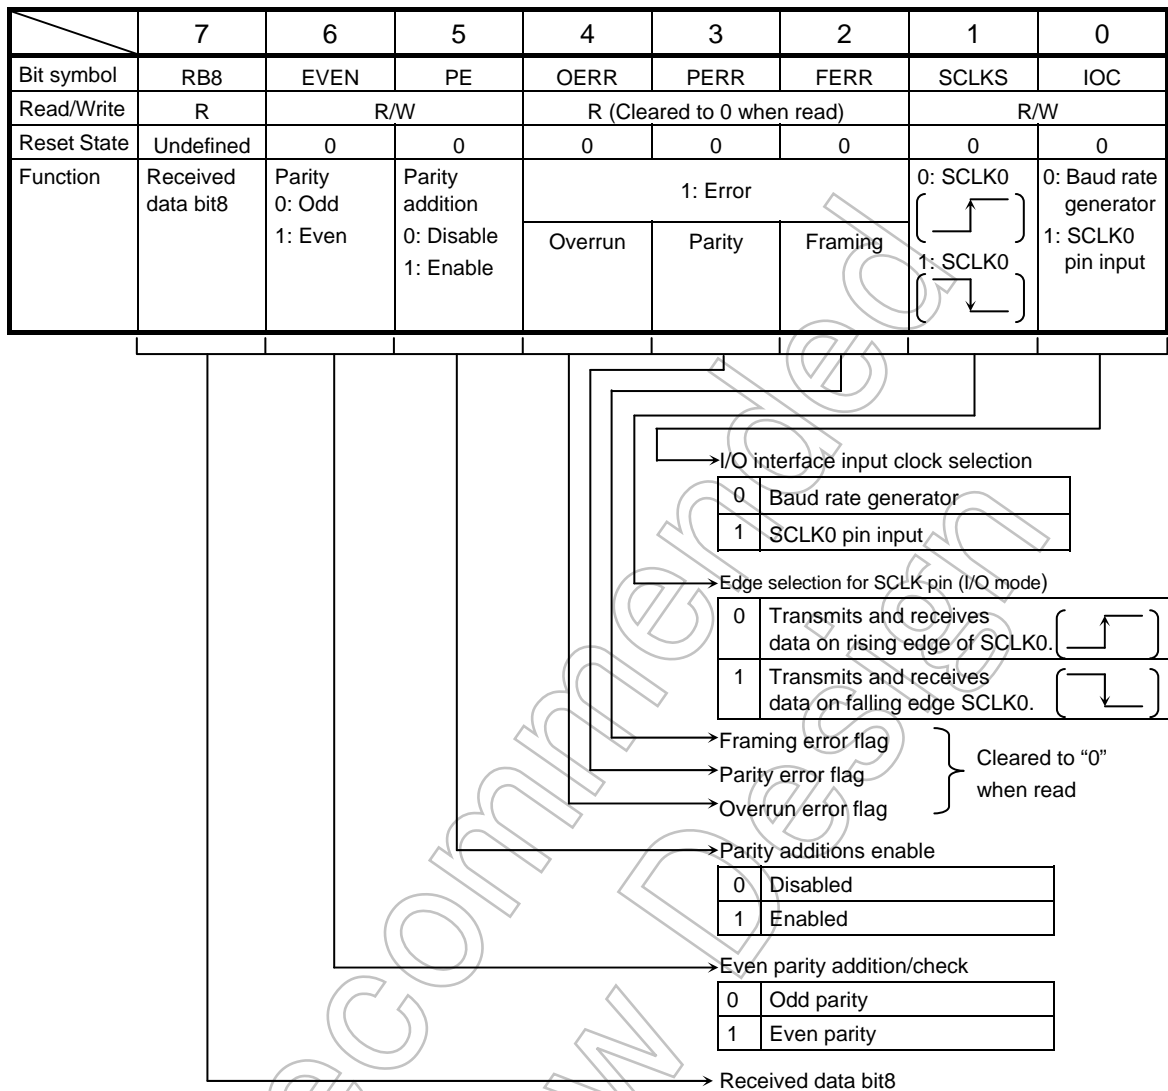 7 6 5 4 3 2 1 0
Bit symbol RB8 EVEN PE OERR PERR FERR SCLKS IOC
Read/Write R R/W R (Cleared to 0 when read) R/W
Reset State Undefined 0 0 0 0 0 0 0
Function
Received
data bit8
Parity
0: Odd
1: Even
Parity
addition
0: Disable
1: Enable
1: Error
Overrun Parity Framing
0: SCLK0
1: SCLK0
0: Baud rate
generator
1: SCLK0
pin input
I/O interface input clock selection
0 Baud rate generator
1 SCLK0 pin input
Edge selection for SCLK pin (I/O mode)
0 Transmits and receives
data on rising edge of SCLK0.
1 Transmits and receives
data on falling edge SCLK0.
Framing error flag
Parity error flag
Overrun error flag
Cleared to “0”
when read
Parity additions enable
0 Disabled
1 Enabled
Even parity addition/check
0 Odd parity
1 Even parity
Received data bit8
ecommended
w Design